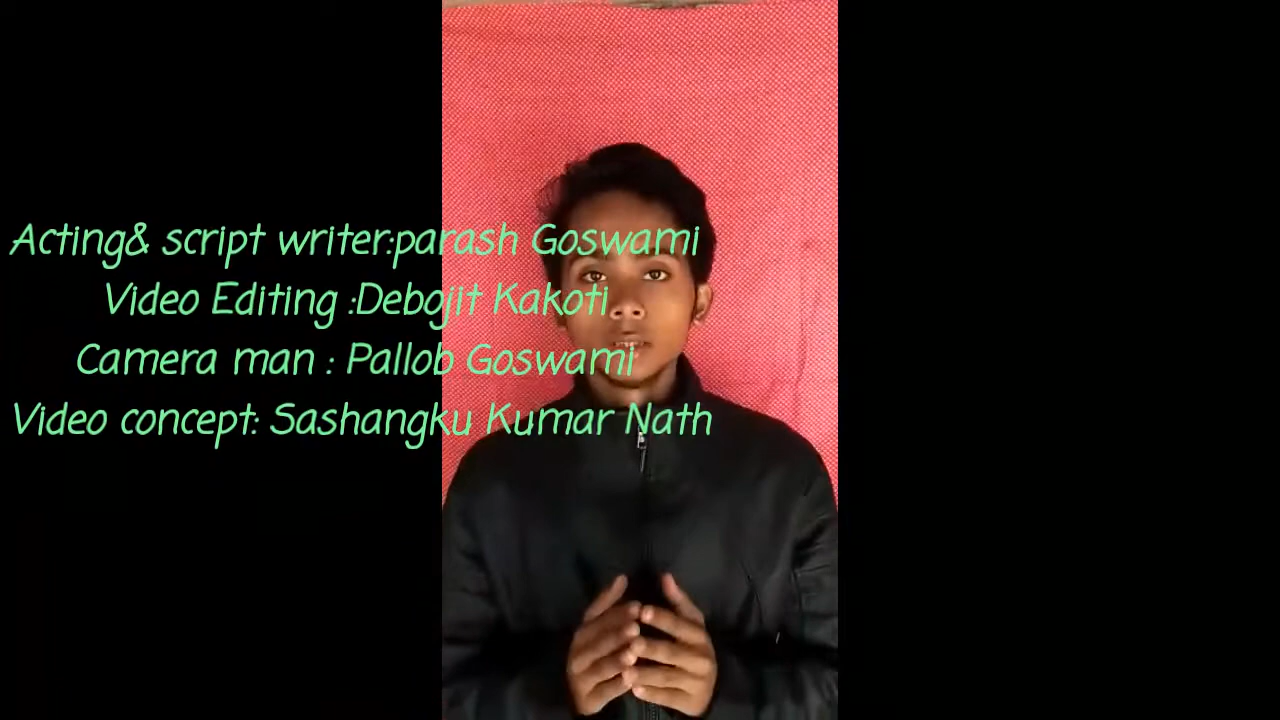 Acting& script writer:parash Goswami
Video Editing :Debojit Kakoti
Camera man : Pallob Goswami
Video concept: Sashangku Kumar Nath